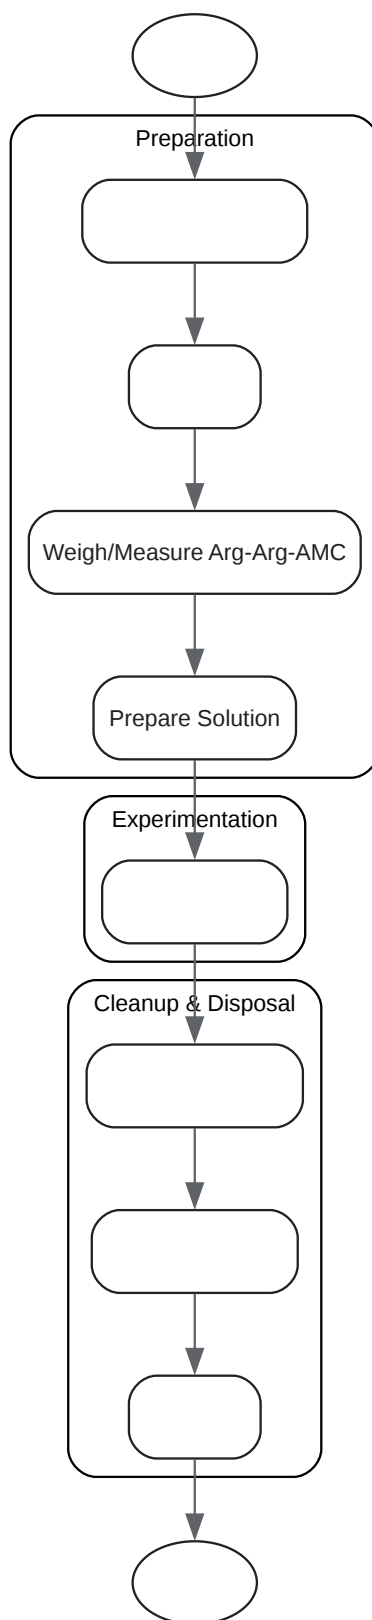 Preparation
Weigh/Measure Arg-Arg-AMC
Prepare Solution
Experimentation
Cleanup & Disposal